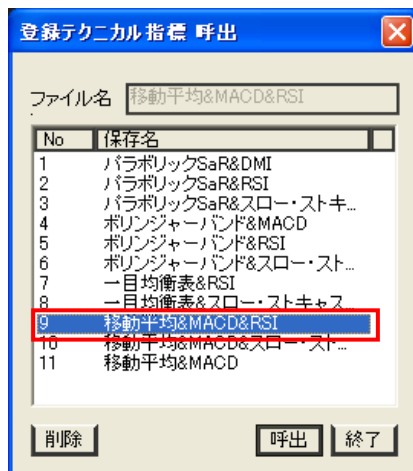 登録テクニカル指標 呼出
ファイル名 移動平均&MACD&RSI
No 保存名
1 パラボリックSaR&DMI
2 パラボリックSaR&RSI
3 パラボリックSaR&スロー・ストキ...
4 ボリンジャーバンド&MACD
5 ボリンジャーバンド&RSI
6 ボリンジャーバンド&スロー・スト...
7 一目均衡表&RSI
8 一目均衡表&スロー・ストキャス...
9 移動平均&MACD&RSI
10 移動平均&MACD&スロー・スト...
11 移動平均&MACD
削除 呼出 終了